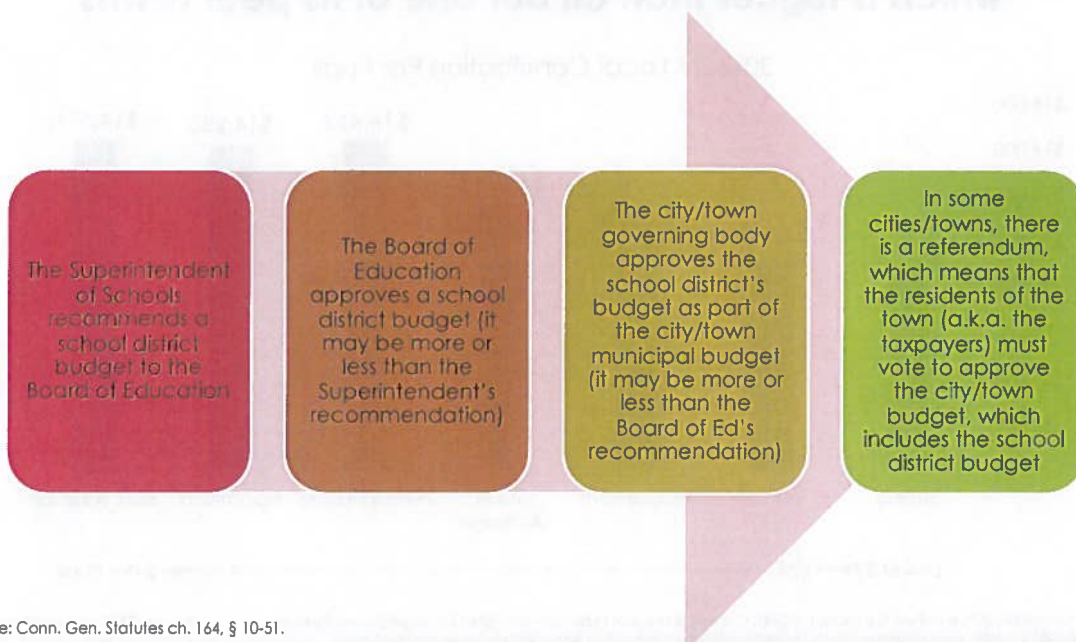 The Superintendent
of Schools
recommends a
school district
budget to the
Board of Education
The Board of
Education
approves a school
district budget (it
may be more or
less than the
Superintendent's
recommendation)
The city/town
governing body
approves the
school district's
budget as part of
the city/town
municipal budget
(it may be more or
less than the
Board of Ed's
recommendation)
In some
cities/towns, there
is a referendum,
which means that
the residents of the
town (a.k.a. the
taxpayers) must
vote to approve
the city/town
budget, which
includes the school
district budget
e: Conn. Gen. Statutes ch. 164, § 10-51.